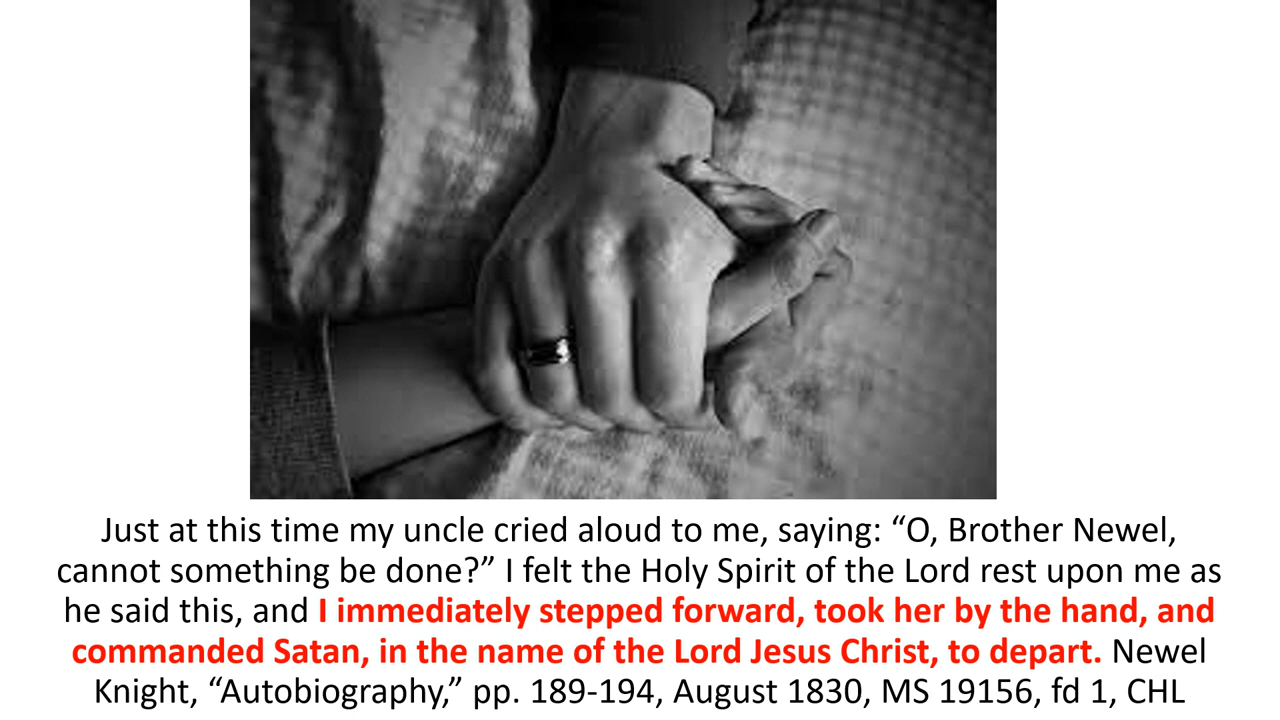 Just at this time my uncle cried aloud to me, saying: “O, Brother Newel,
cannot something be done?” I felt the Holy Spirit of the Lord rest upon me as
he said this, and I immediately stepped forward, took her by the hand, and
commanded Satan, in the name of the Lord Jesus Christ, to depart. Newel
Knight, “Autobiography,” pp. 189-194, August 1830, MS 19156, fd 1, CHL